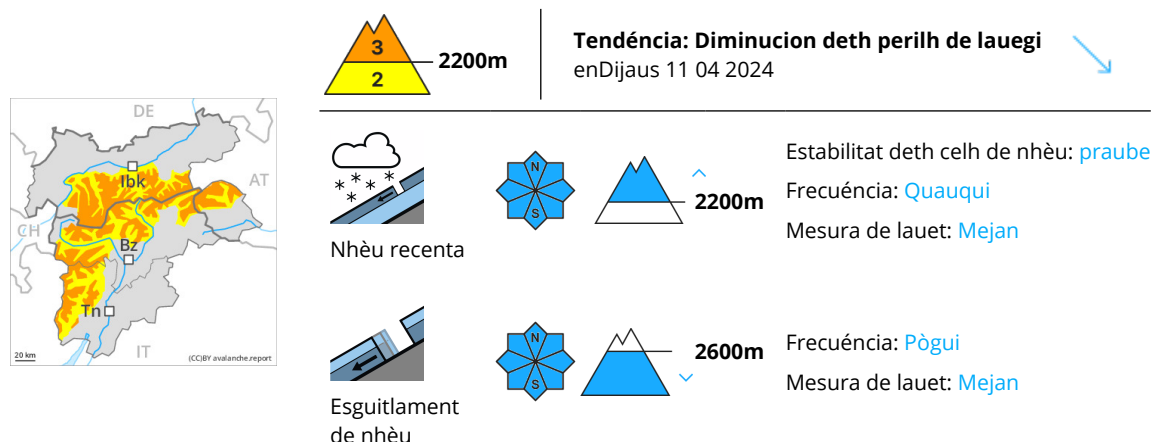 3
2
2200m
Tendéncia: Diminucion deth perilh de lauegi
enDijaus 11 04 2024
DE
Ibk
AT
CH
Bz
Tn
IT
20 km
(CC)BY avalanche.report
N
S
2200m
Nhèu recenta
Estabilitat deth celh de nhèu: praube
Frecuéncia: Quauqui
Mesura de lauet: Mejan
N
S
2600m
Esguitlament
de nhèu
Frecuéncia: Pògui
Mesura de lauet: Mejan